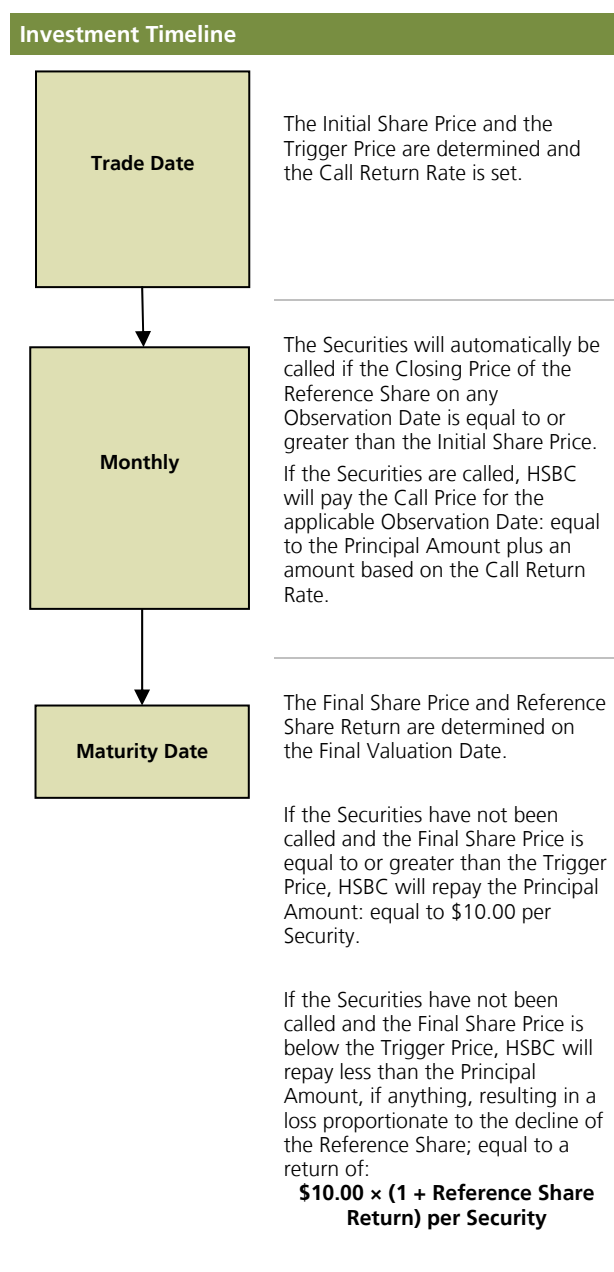 Investment Timeline
Trade Date
The Initial Share Price and the
Trigger Price are determined and
the Call Return Rate is set.
Monthly
The Securities will automatically be
called if the Closing Price of the
Reference Share on any
Observation Date is equal to or
greater than the Initial Share Price.
If the Securities are called, HSBC
will pay the Call Price for the
applicable Observation Date: equal
to the Principal Amount plus an
amount based on the Call Return
Rate.
Maturity Date
The Final Share Price and Reference
Share Return are determined on
the Final Valuation Date.
If the Securities have not been
called and the Final Share Price is
equal to or greater than the Trigger
Price, HSBC will repay the Principal
Amount: equal to $10.00 per
Security.
If the Securities have not been
called and the Final Share Price is
below the Trigger Price, HSBC will
repay less than the Principal
Amount, if anything, resulting in a
loss proportionate to the decline of
the Reference Share; equal to a
return of:
$10.00 × (1 + Reference Share
Return) per Security